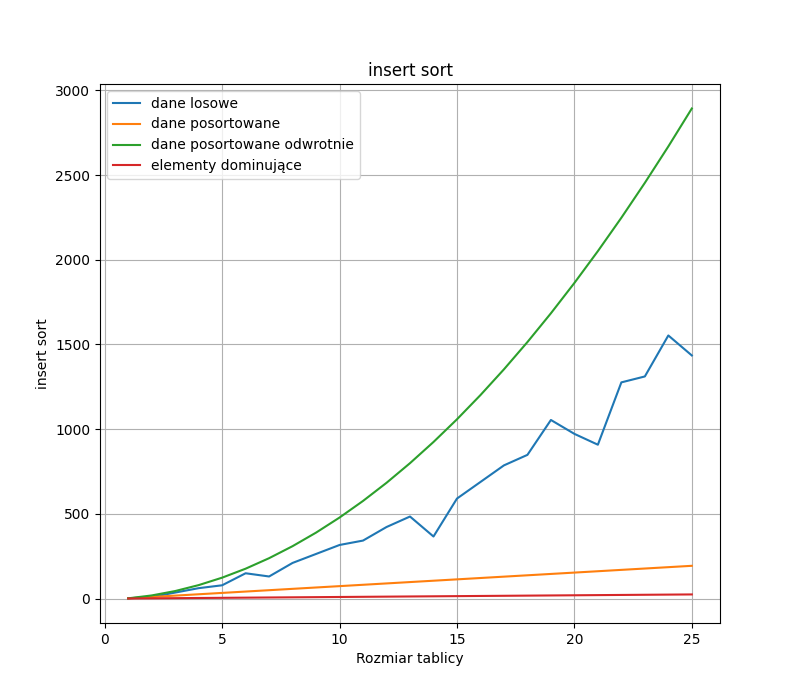 insert sort
3000
2500
2000
1500
1000
500
0
insert sort
dane losowe
dane posortowane
dane posortowane odwrotnie
elementy dominujące
0 5 10 15 20 25
Rozmiar tablicy